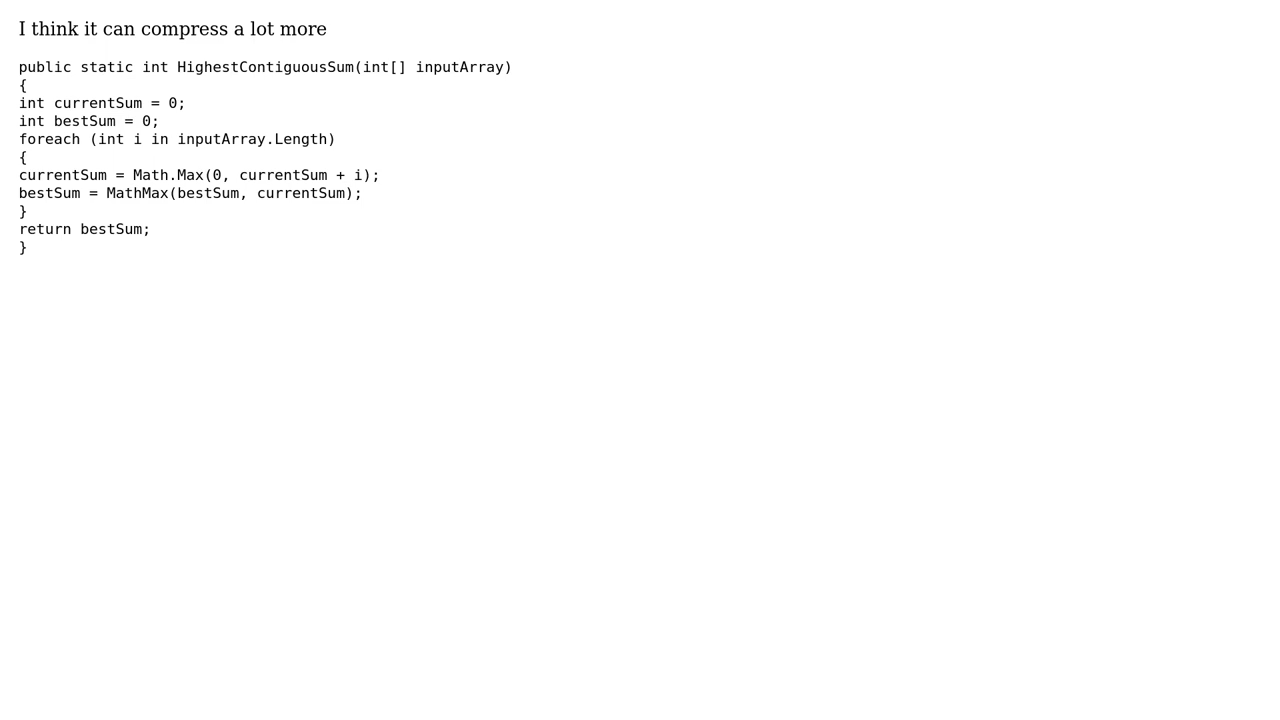 I think it can compress a lot more
public static int HighestContiguousSum(int[] inputArray)
{
int currentSum = 0;
int bestSum = 0;
foreach (int i in inputArray.Length)
{
currentSum = Math.Max(0, currentSum + i);
bestSum = MathMax(bestSum, currentSum);
}
return bestSum;
}